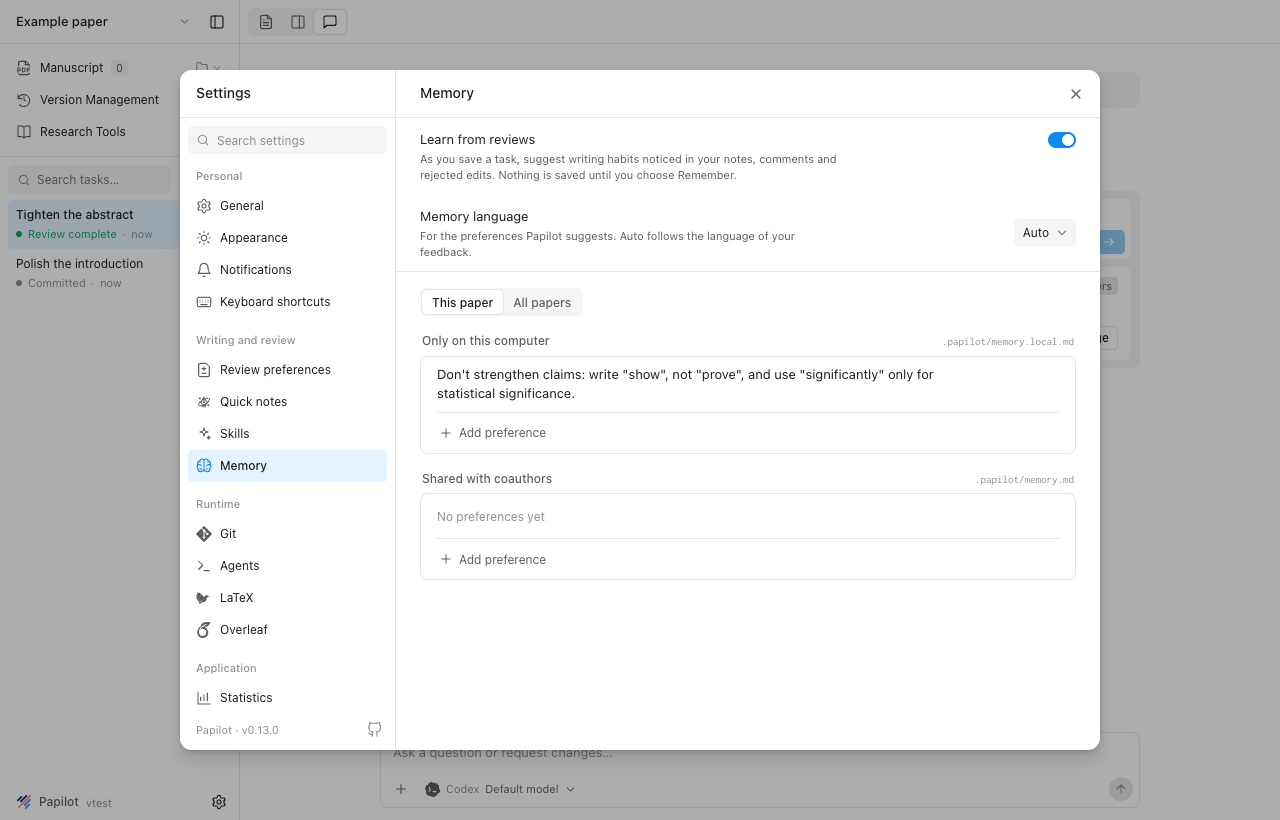 Example paper
Manuscript 0
Version Management
Research Tools
Search tasks...
Tighten the abstract
Review complete · now
Polish the introduction
Committed · now
Papilot vtest
Settings
Search settings
Personal
General
Appearance
Notifications
Keyboard shortcuts
Writing and review
Review preferences
Quick notes
Skills
Memory
Runtime
Git
Agents
LaTeX
Overleaf
Application
Statistics
Papilot · v0.13.0
Memory
Learn from reviews
As you save a task, suggest writing habits noticed in your notes, comments and
rejected edits. Nothing is saved until you choose Remember.
Memory language
For the preferences Papilot suggests. Auto follows the language of your
feedback.
Auto
This paper All papers
Only on this computer .papilot/memory.local.md
Don't strengthen claims: write "show", not "prove", and use "significantly" only for
statistical significance.
Add preference
Shared with coauthors .papilot/memory.md
No preferences yet
Add preference
Ask a question or request changes...
Codex Default model